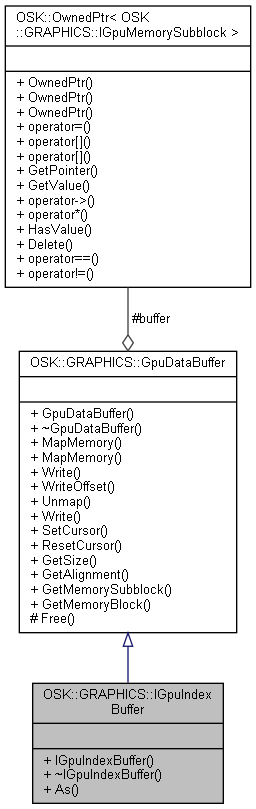 OSK::OwnedPtr< OSK
::GRAPHICS::IGpuMemorySubblock >
+ OwnedPtr()
+ OwnedPtr()
+ OwnedPtr()
+ operator=()
+ operator[]()
+ operator[]()
+ GetPointer()
+ GetValue()
+ operator->()
+ operator*()
+ HasValue()
+ Delete()
+ operator==()
+ operator!=()
#buffer
OSK::GRAPHICS::GpuDataBuffer
+ GpuDataBuffer()
+ ~GpuDataBuffer()
+ MapMemory()
+ MapMemory()
+ Write()
+ WriteOffset()
+ Unmap()
+ Write()
+ SetCursor()
+ ResetCursor()
+ GetSize()
+ GetAlignment()
+ GetMemorySubblock()
+ GetMemoryBlock()
# Free()
OSK::GRAPHICS::IGpuIndex
Buffer
+ IGpuIndexBuffer()
+ ~IGpuIndexBuffer()
+ As()